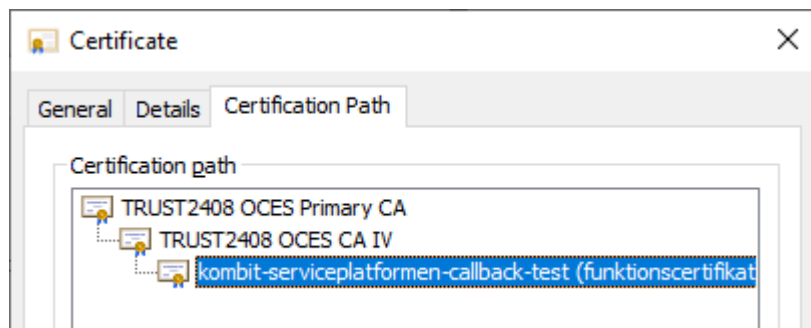 Certificate
General Details Certification Path
Certification path
TRUST2408 OCES Primary CA
TRUST2408 OCES CA IV
kombit-serviceplatformen-callback-test (funktionscertifikat